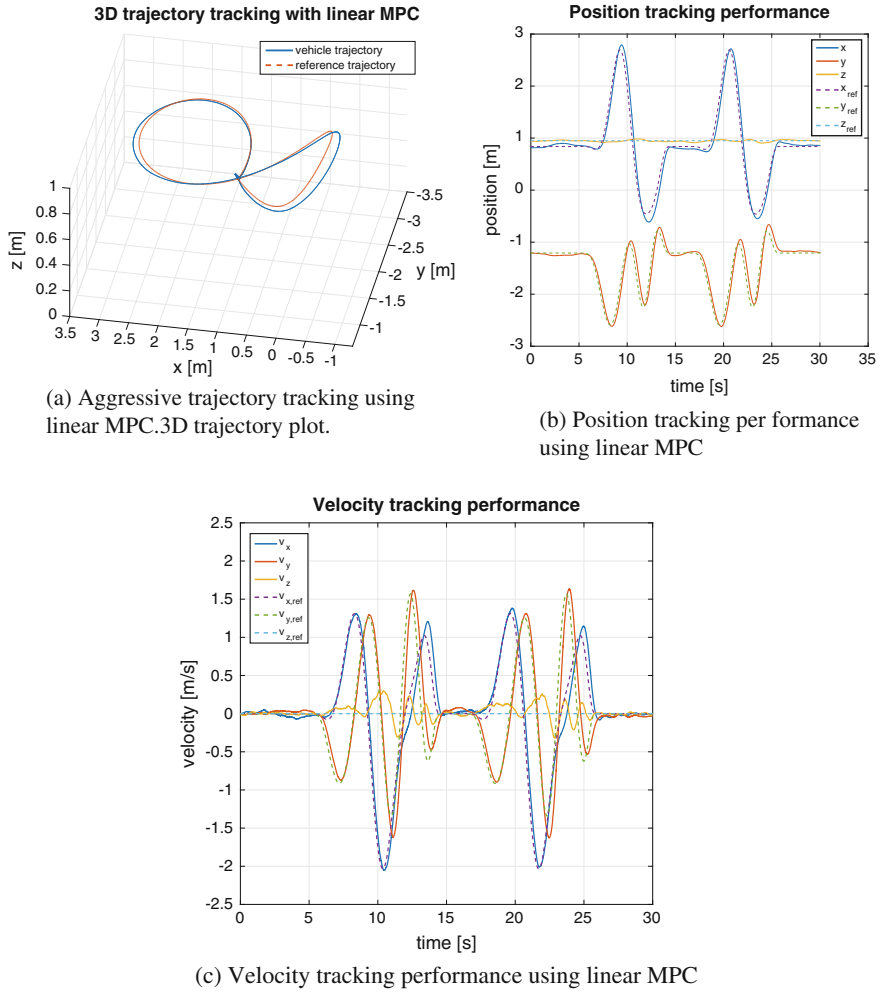 3D trajectory tracking with linear MPC
vehicle trajectory
reference trajectory
1
0.8
0.6
0.4
0.2
0
z [m]
3.5
3
2.5
2
1.5
1
0.5
0
-0.5
-1
x [m]
-3.5
-3
-2.5
-2
-1.5
-1
y [m]
(a) Aggressive trajectory tracking using
linear MPC.3D trajectory plot.
Position tracking performance
x
y
z
x ref
y ref
z ref
3
2
1
0
-1
-2
-3
position [m]
0 5 10 15 20 25 30 35
time [s]
(b) Position tracking per formance
using linear MPC
Velocity tracking performance
v x
v y
v z
v x,ref
v y,ref
v z,ref
2.5
2
1.5
1
0.5
0
-0.5
-1
-1.5
-2
-2.5
velocity [m/s]
0 5 10 15 20 25 30
time [s]
(c) Velocity tracking performance using linear MPC